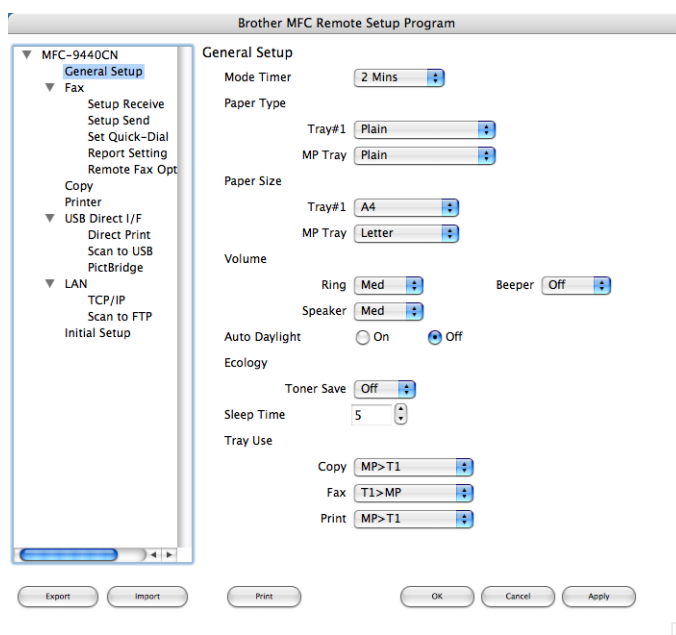 Brother MFC Remote Setup Program
MFC-9440CN
General Setup
Fax
Setup Receive
Setup Send
Set Quick-Dial
Report Setting
Remote Fax Opt
Copy
Printer
USB Direct I/F
Direct Print
Scan to USB
PictBridge
LAN
TCP/IP
Scan to FTP
Initial Setup
General Setup
Mode Timer 2 Mins
Paper Type
Tray#1 Plain
MP Tray Plain
Paper Size
Tray#1 A4
MP Tray Letter
Volume
Ring Med Beeper Off
Speaker Med
Auto Daylight On Off
Ecology
Toner Save Off
Sleep Time 5
Tray Use
Copy MP>T1
Fax T1>MP
Print MP>T1
Export Import Print OK Cancel Apply